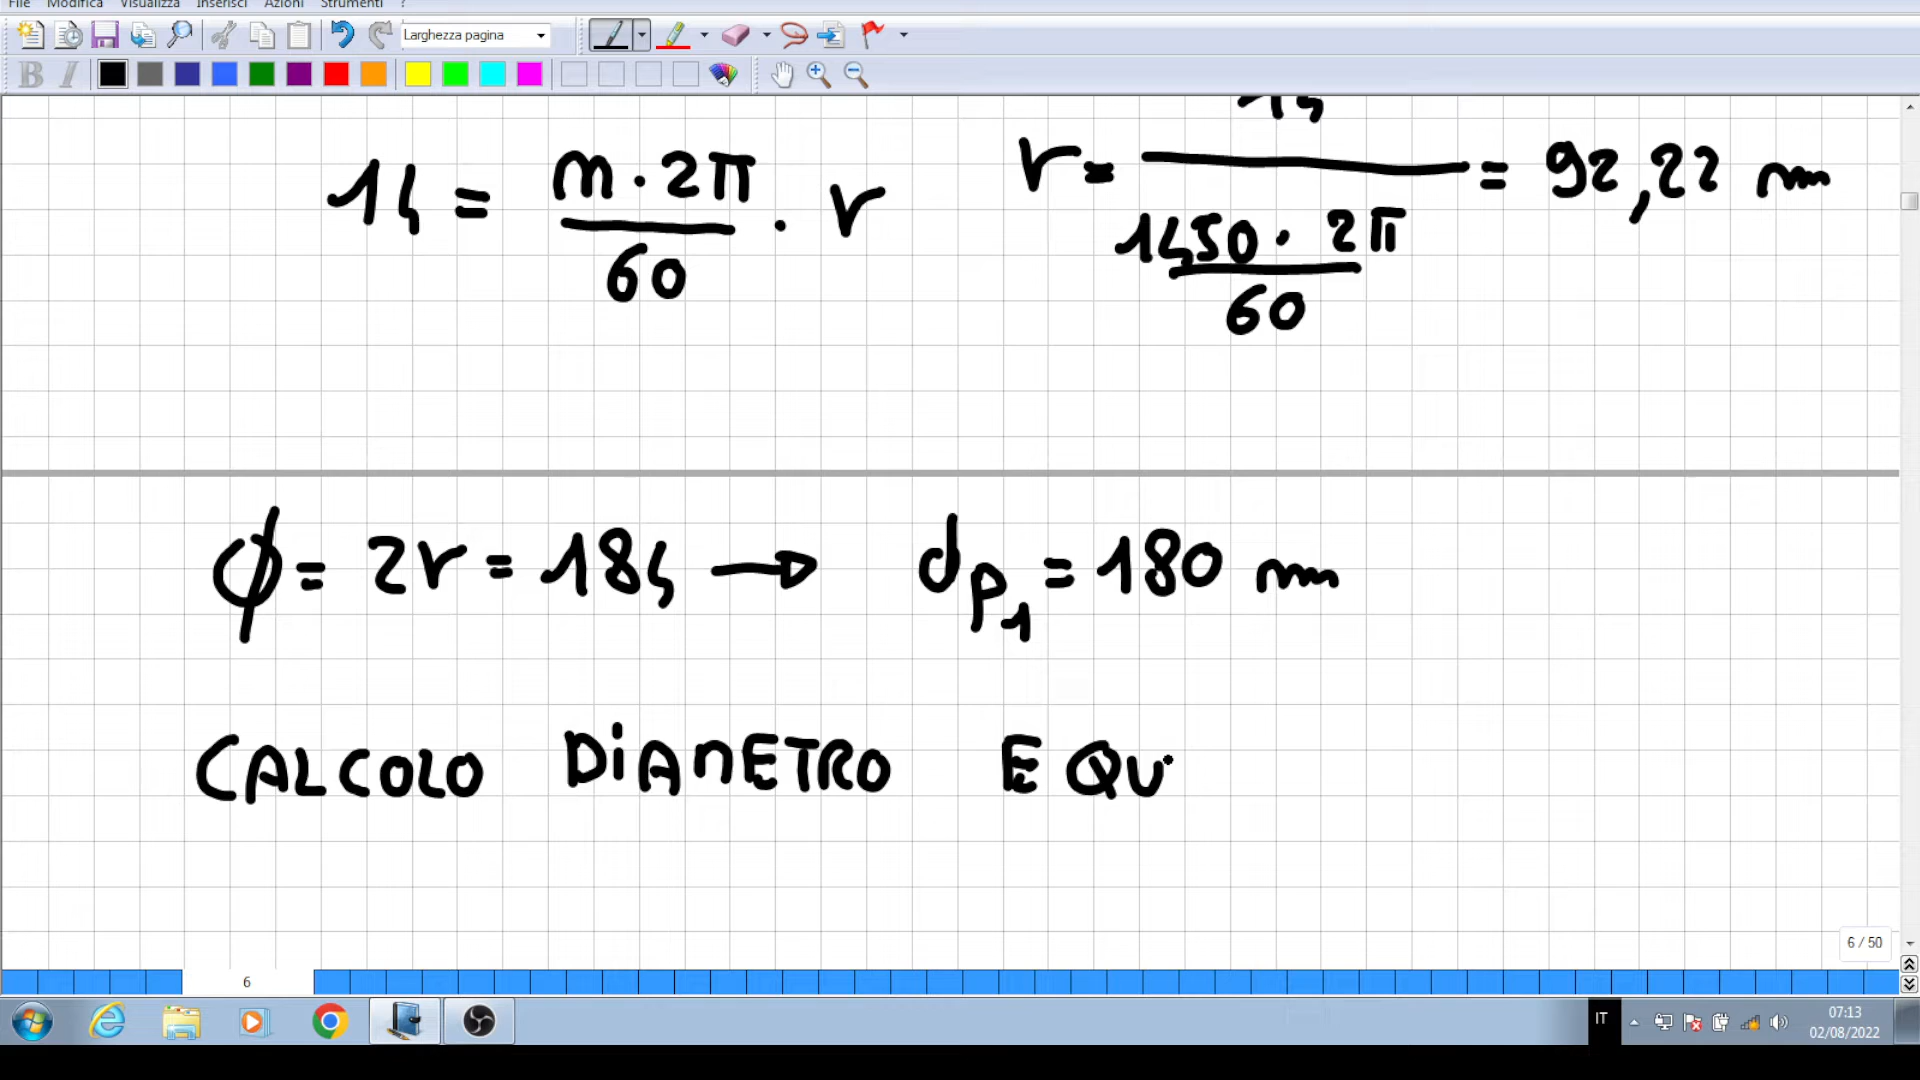 File Modifica Visualizza Inserisci Azioni Strumenti ?
Larghezza pagina
B I
14 = n · 2π / 60 · r
r = 14 / (1450 · 2π / 60) = 92,22 mm
ϕ = 2r = 184 → dp1 = 180 mm
CALCOLO DIAMETRO EQU
6 / 50
6
IT
07:13
02/08/2022